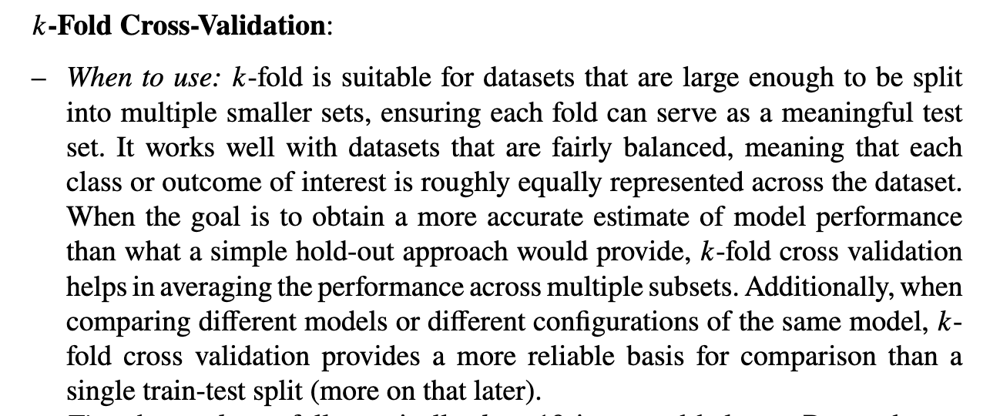 k-Fold Cross-Validation:
– When to use: k-fold is suitable for datasets that are large enough to be split
into multiple smaller sets, ensuring each fold can serve as a meaningful test
set. It works well with datasets that are fairly balanced, meaning that each
class or outcome of interest is roughly equally represented across the dataset.
When the goal is to obtain a more accurate estimate of model performance
than what a simple hold-out approach would provide, k-fold cross validation
helps in averaging the performance across multiple subsets. Additionally, when
comparing different models or different configurations of the same model, k-
fold cross validation provides a more reliable basis for comparison than a
single train-test split (more on that later).